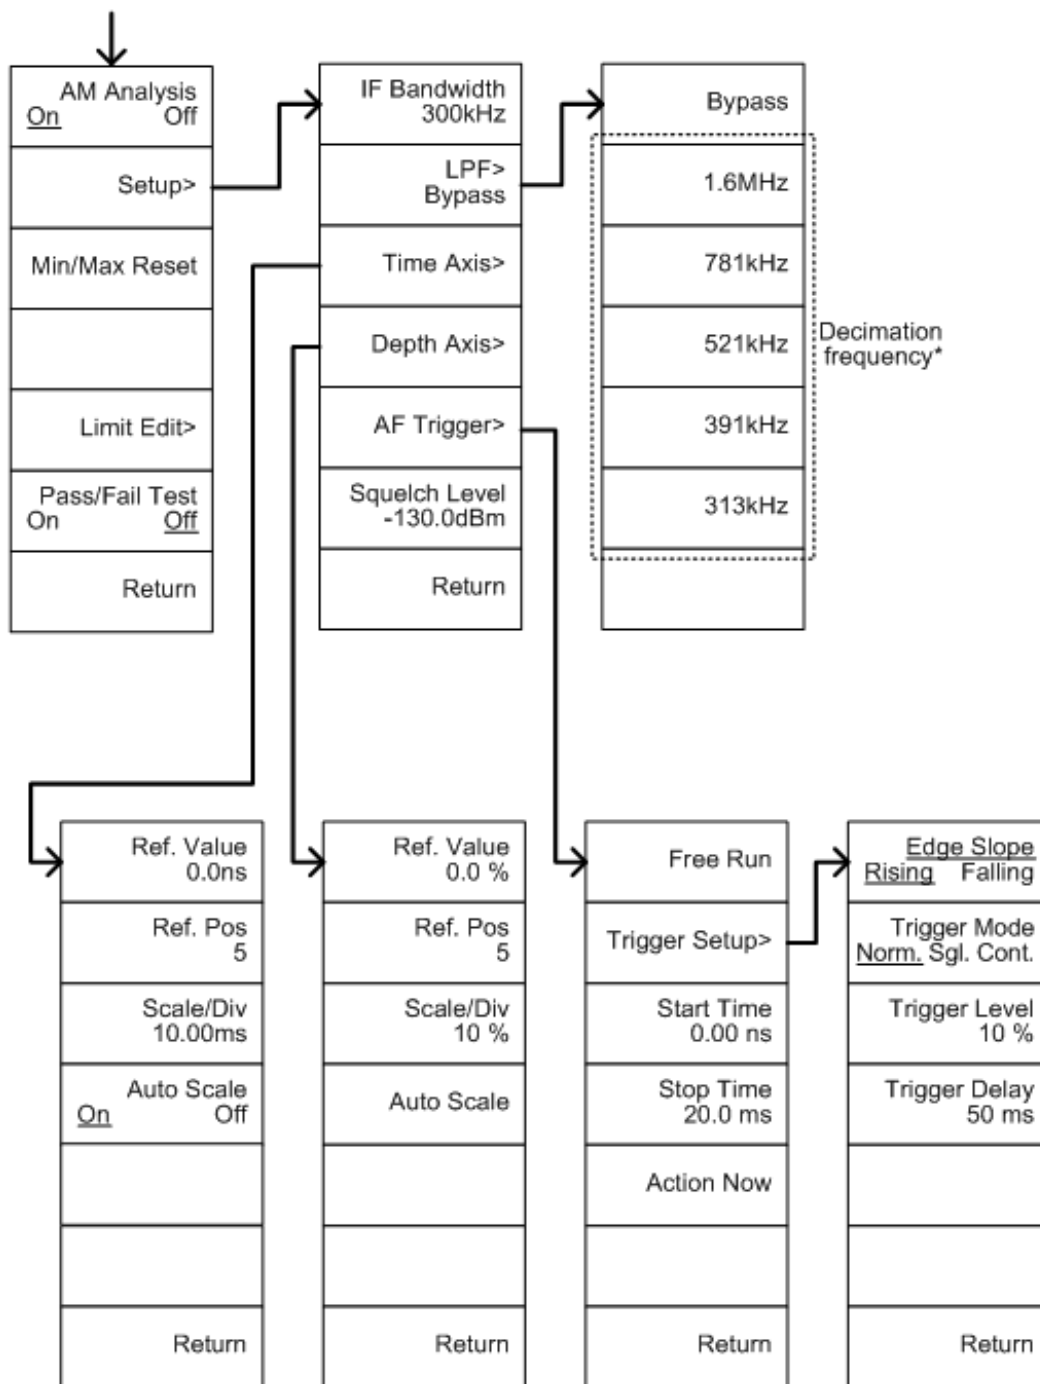 AM Analysis
On Off
Setup>
Min/Max Reset
Limit Edit>
Pass/Fail Test
On Off
Return
IF Bandwidth
300kHz
LPF>
Bypass
Time Axis>
Depth Axis>
AF Trigger>
Squelch Level
-130.0dBm
Return
Bypass
1.6MHz
781kHz
521kHz
391kHz
313kHz
Decimation
frequency*
Ref. Value
0.0ns
Ref. Pos
5
Scale/Div
10.00ms
Auto Scale
On Off
Return
Ref. Value
0.0 %
Ref. Pos
5
Scale/Div
10 %
Auto Scale
Return
Free Run
Trigger Setup>
Start Time
0.00 ns
Stop Time
20.0 ms
Action Now
Return
Edge Slope
Rising Falling
Trigger Mode
Norm. Sgl. Cont.
Trigger Level
10 %
Trigger Delay
50 ms
Return